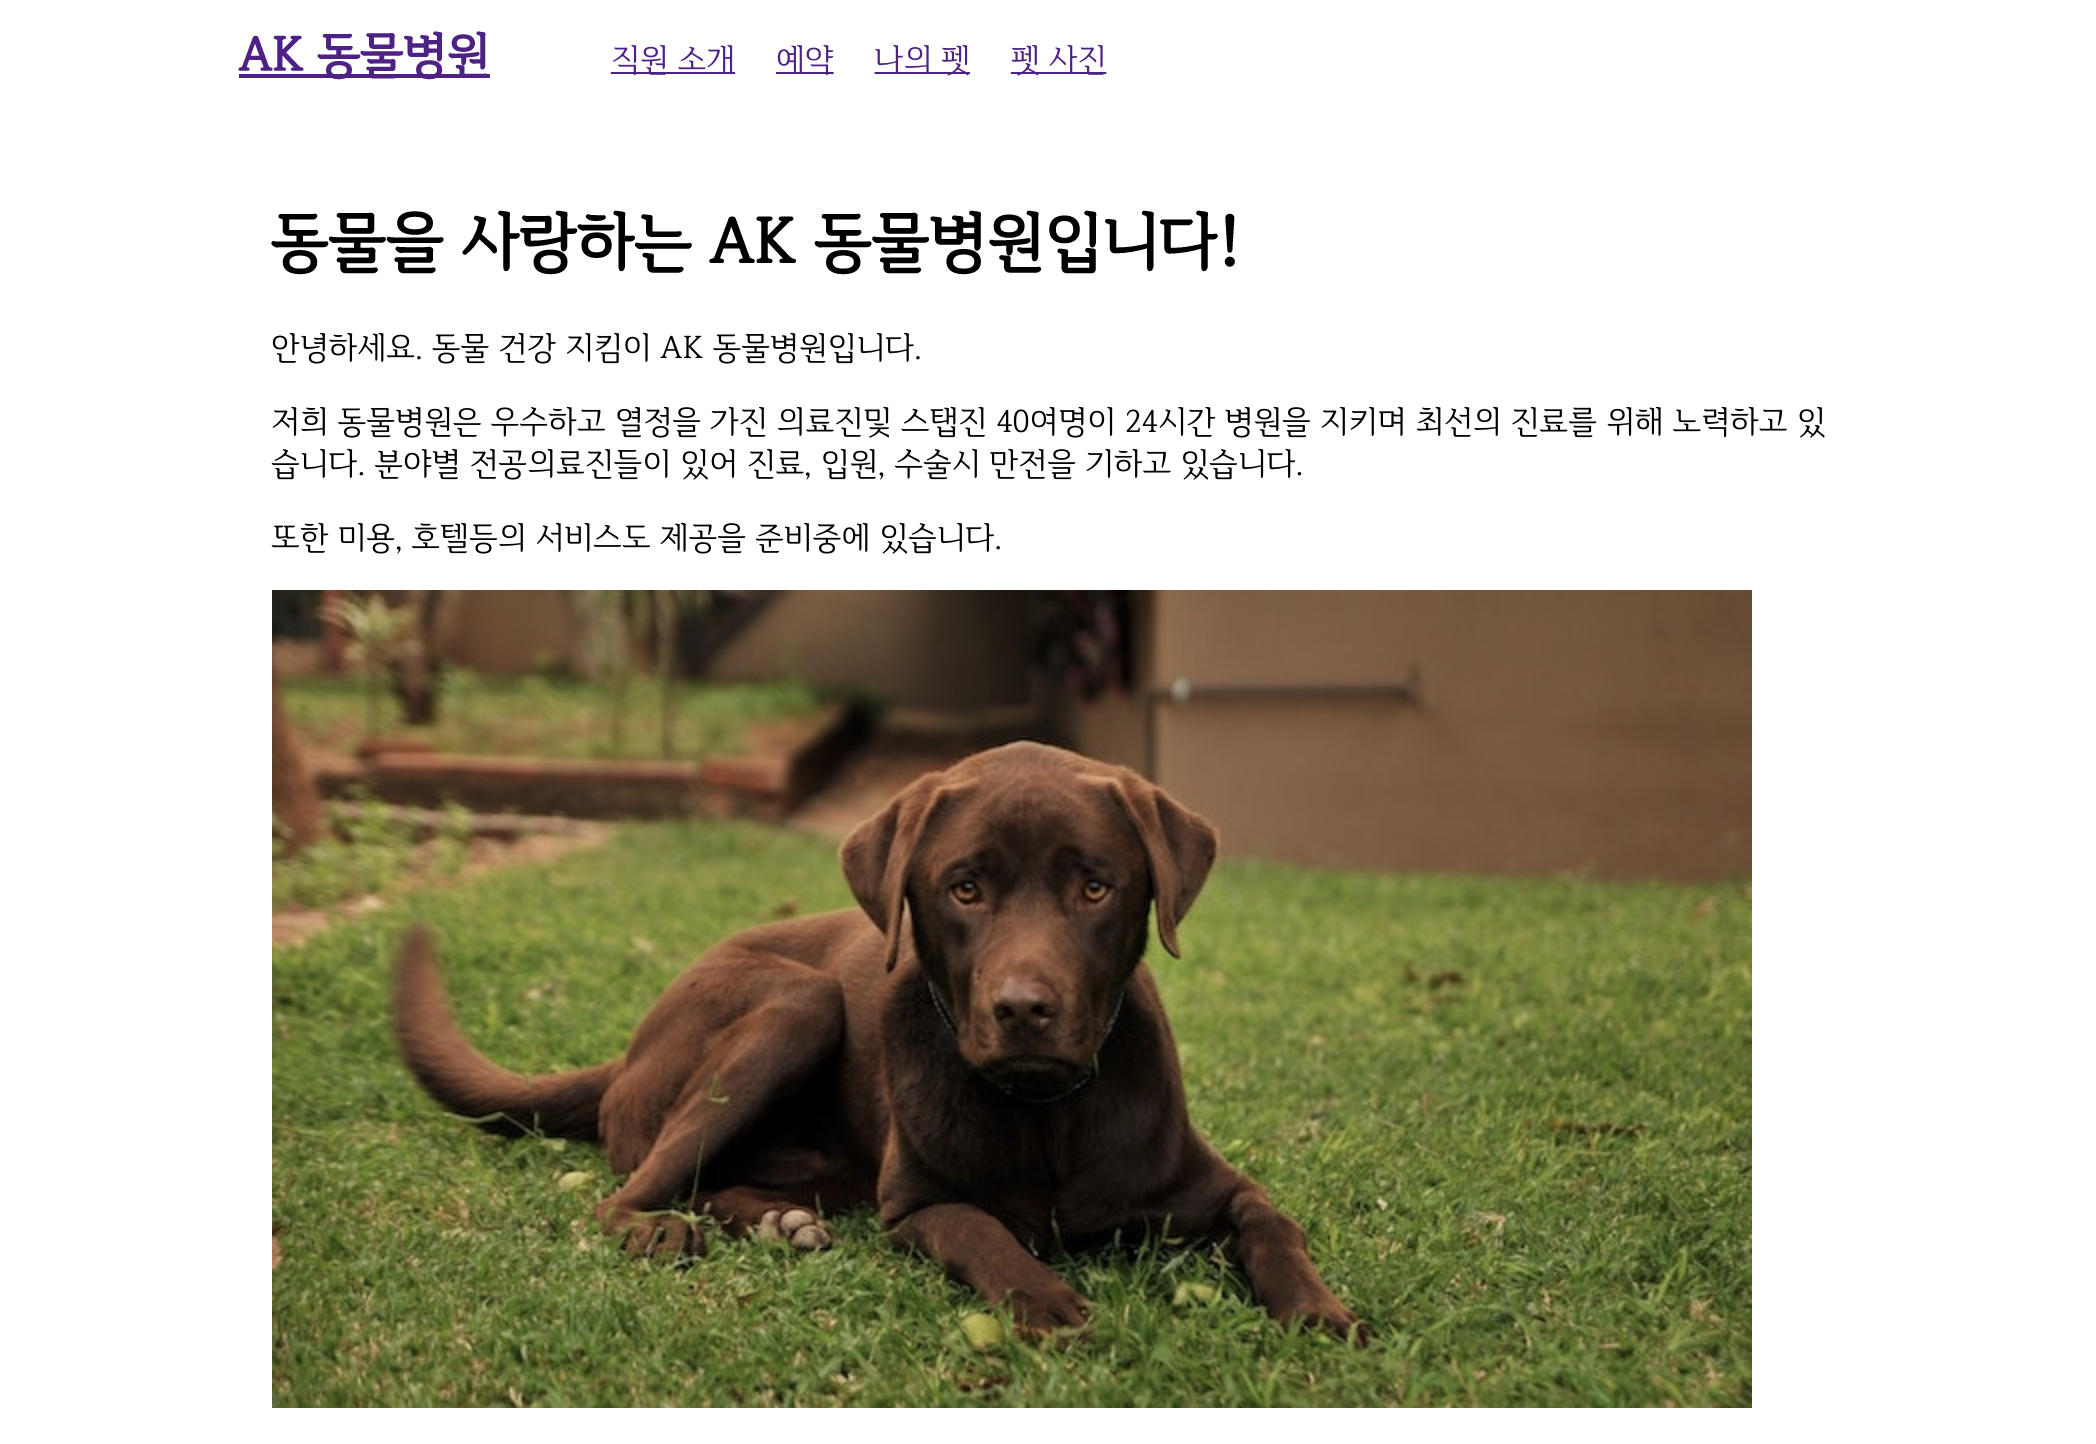 AK 동물병원
직원 소개 예약 나의 펫 펫 사진
동물을 사랑하는 AK 동물병원입니다!
안녕하세요. 동물 건강 지킴이 AK 동물병원입니다.
저희 동물병원은 우수하고 열정을 가진 의료진및 스탭진 40여명이 24시간 병원을 지키며 최선의 진료를 위해 노력하고 있
습니다. 분야별 전공의료진들이 있어 진료, 입원, 수술시 만전을 기하고 있습니다.
또한 미용, 호텔등의 서비스도 제공을 준비중에 있습니다.